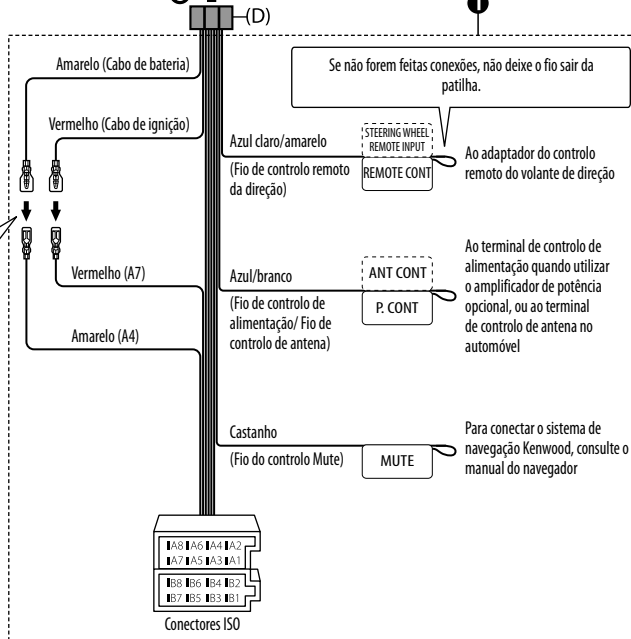 (D)
1
Amarelo (Cabo de bateria)
Se não forem feitas conexões, não deixe o fio sair da
patilha.
Vermelho (Cabo de ignição)
Azul claro/amarelo
(Fio de controlo remoto
da direção)
STEERING WHEEL
REMOTE INPUT
REMOTE CONT
Ao adaptador do controlo
remoto do volante de direção
Vermelho (A7)
Amarelo (A4)
Azul/branco
(Fio de controlo de
alimentação/ Fio de
controlo de antena)
ANT CONT
P. CONT
Ao terminal de controlo de
alimentação quando utilizar
o amplificador de potência
opcional, ou ao terminal
de controlo de antena no
automóvel
Castanho
(Fio do controlo Mute)
MUTE
Para conectar o sistema de
navegação Kenwood, consulte o
manual do navegador
A8 A6 A4 A2
A7 A5 A3 A1
B8 B6 B4 B2
B7 B5 B3 B1
Conectores ISO